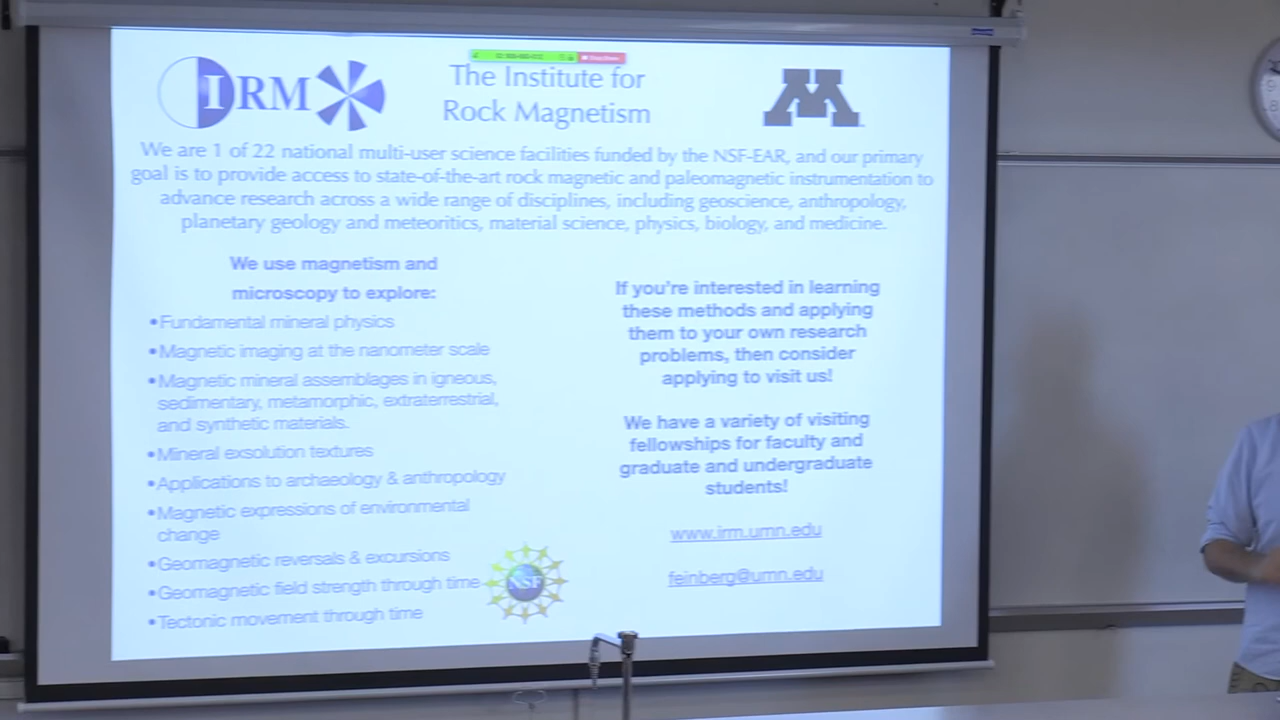 IRM
The Institute for
Rock Magnetism
M
We are 1 of 22 national multi-user science facilities funded by the NSF-EAR, and our primary
goal is to provide access to state-of-the-art rock magnetic and paleomagnetic instrumentation to
advance research across a wide range of disciplines, including geoscience, anthropology,
planetary geology and meteoritics, material science, physics, biology, and medicine.
We use magnetism and
microscopy to explore:
•Fundamental mineral physics
•Magnetic imaging at the nanometer scale
•Magnetic mineral assemblages in igneous,
sedimentary, metamorphic, extraterrestrial,
and synthetic materials.
•Mineral exsolution textures
•Applications to archaeology & anthropology
•Magnetic expressions of environmental
change
•Geomagnetic reversals & excursions
•Geomagnetic field strength through time
•Tectonic movement through time
NSF
If you're interested in learning
these methods and applying
them to your own research
problems, then consider
applying to visit us!
We have a variety of visiting
fellowships for faculty and
graduate and undergraduate
students!
www.irm.umn.edu
feinberg@umn.edu
9
8